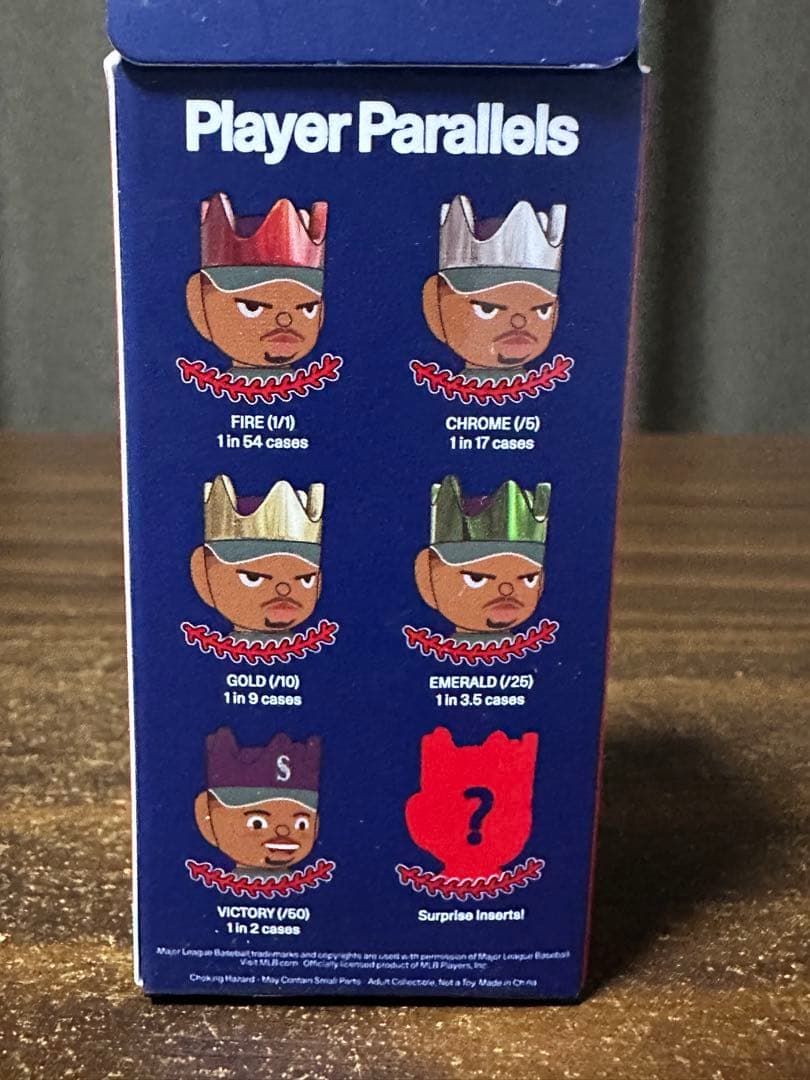 Player Parallels
FIRE (1/1)
1 in 54 cases
CHROME (/5)
1 in 17 cases
GOLD (/10)
1 in 9 cases
EMERALD (/25)
1 in 3.5 cases
S
VICTORY (/50)
1 in 2 cases
?
Surprise Inserts!
Major League Baseball trademarks and copyrights are used with permission of Major League Baseball
Visit MLB.com Officially licensed product of MLB Players, Inc.
Choking Hazard - May Contain Small Parts Adult Collectible, Not a Toy Made in China